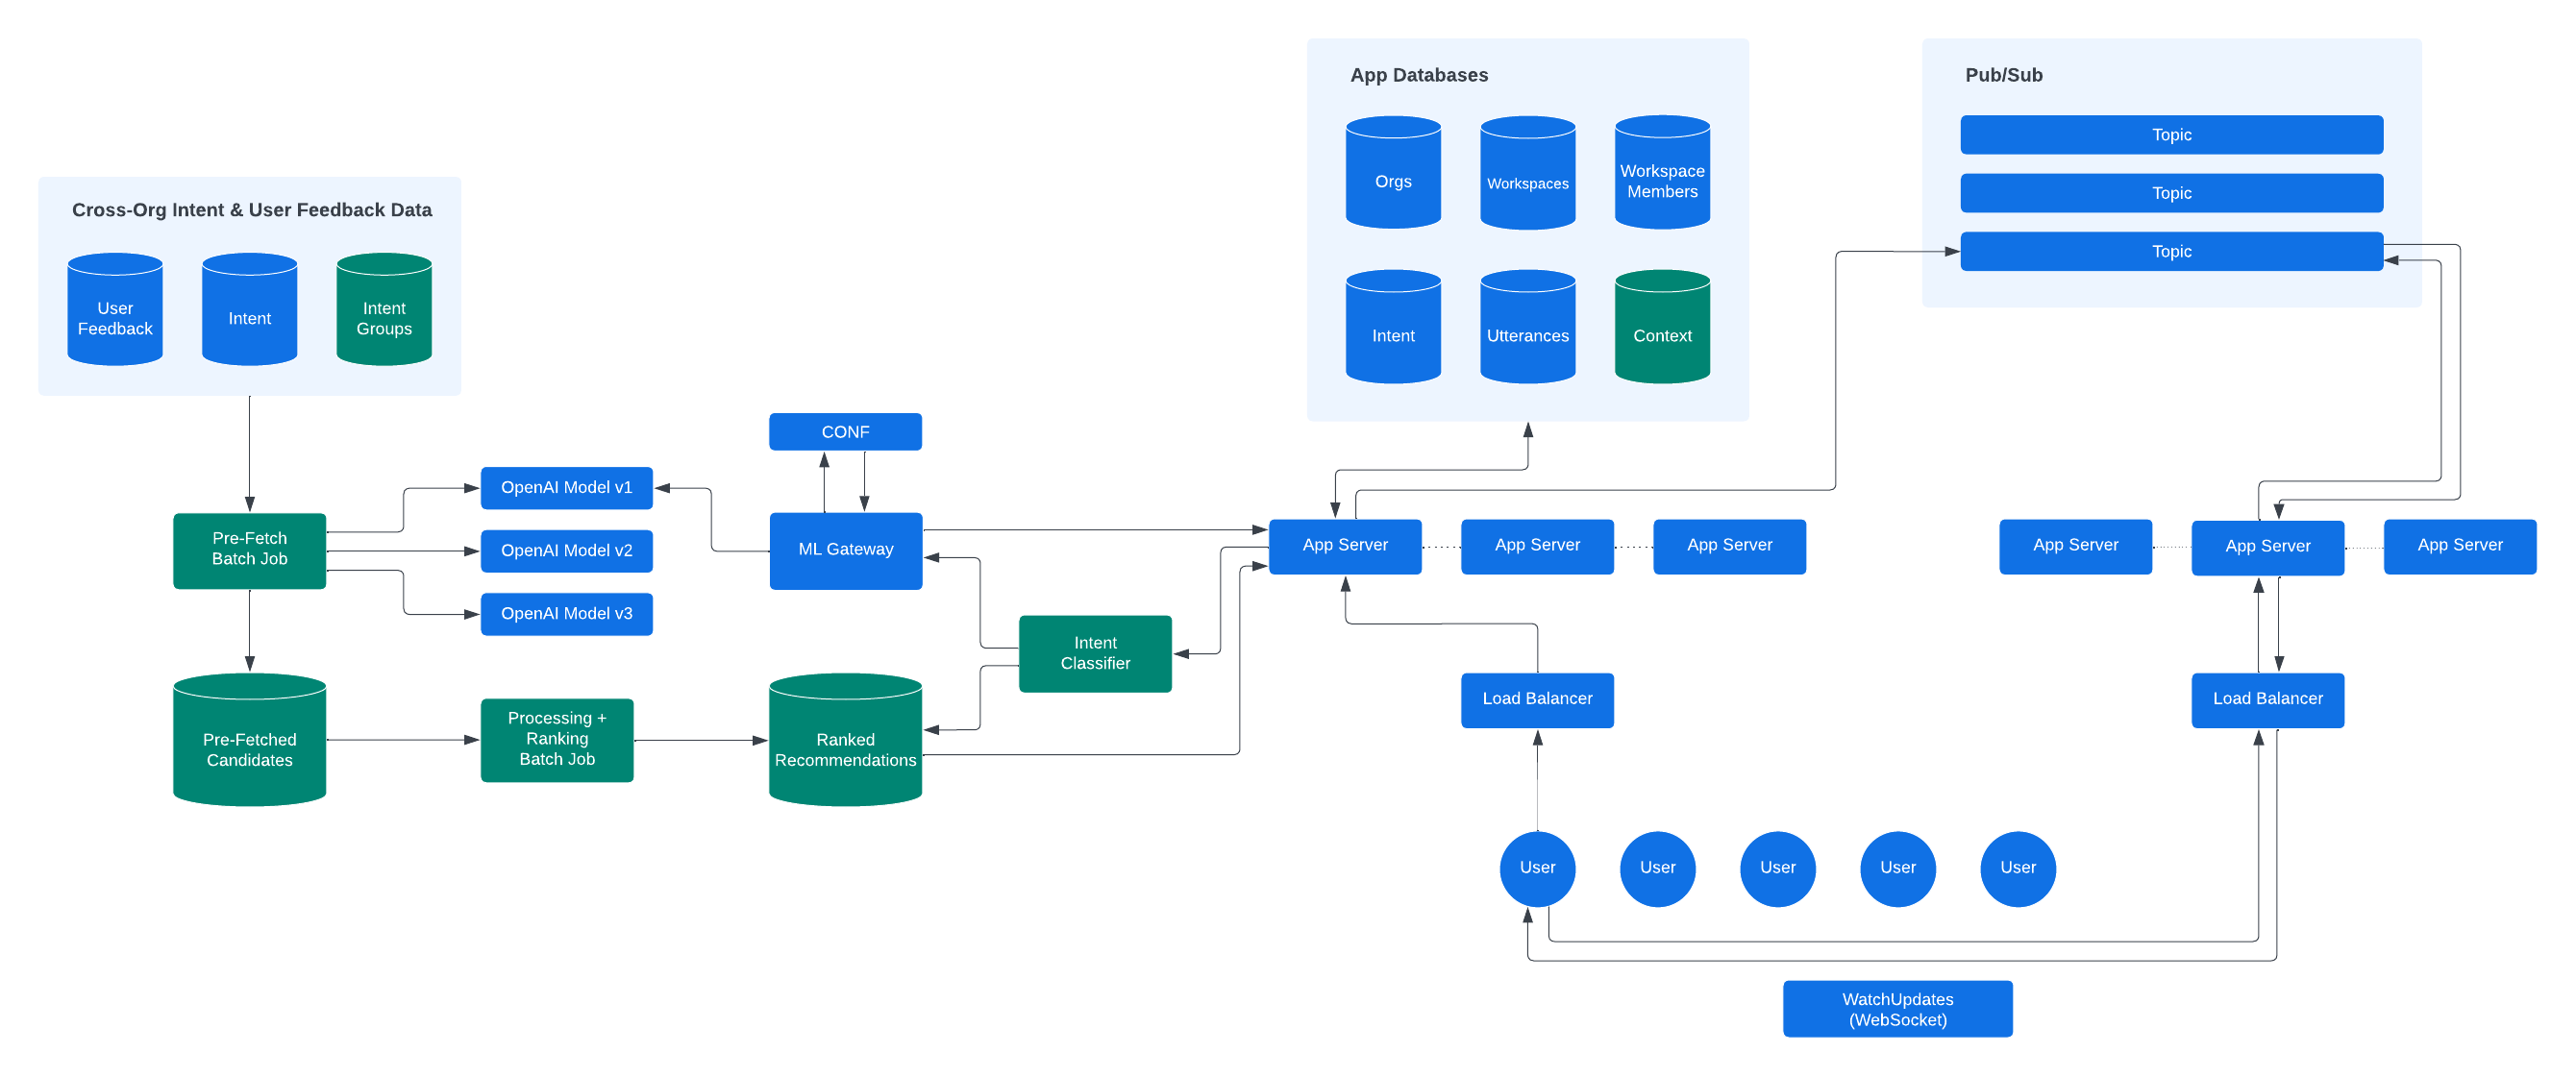 App Databases
Orgs
Workspaces
Workspace
Members
Intent
Utterances
Context
Pub/Sub
Topic
Topic
Topic
Cross-Org Intent & User Feedback Data
User
Feedback
Intent
Intent
Groups
CONF
OpenAI Model v1
OpenAI Model v2
OpenAI Model v3
Pre-Fetch
Batch Job
ML Gateway
App Server
App Server
App Server
App Server
App Server
App Server
Intent
Classifier
Load Balancer
Load Balancer
Pre-Fetched
Candidates
Processing +
Ranking
Batch Job
Ranked
Recommendations
User
User
User
User
User
WatchUpdates
(WebSocket)